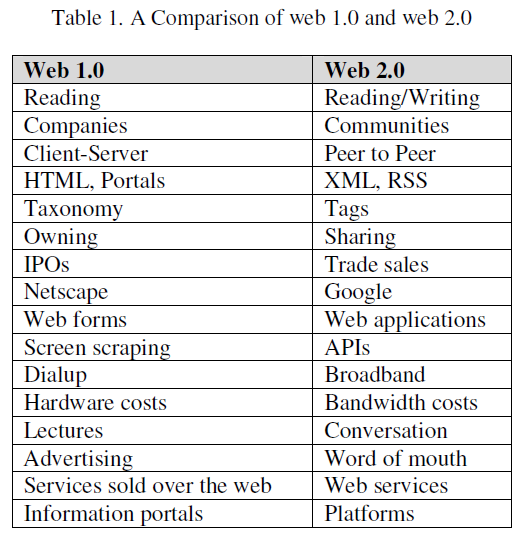 Table 1. A Comparison of web 1.0 and web 2.0
Web 1.0 Web 2.0
Reading Reading/Writing
Companies Communities
Client-Server Peer to Peer
HTML, Portals XML, RSS
Taxonomy Tags
Owning Sharing
IPOs Trade sales
Netscape Google
Web forms Web applications
Screen scraping APIs
Dialup Broadband
Hardware costs Bandwidth costs
Lectures Conversation
Advertising Word of mouth
Services sold over the web Web services
Information portals Platforms